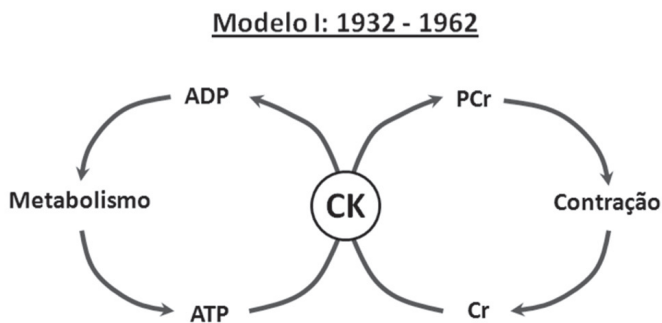 Modelo I: 1932 - 1962
ADP
PCr
Metabolismo
CK
Contração
ATP
Cr